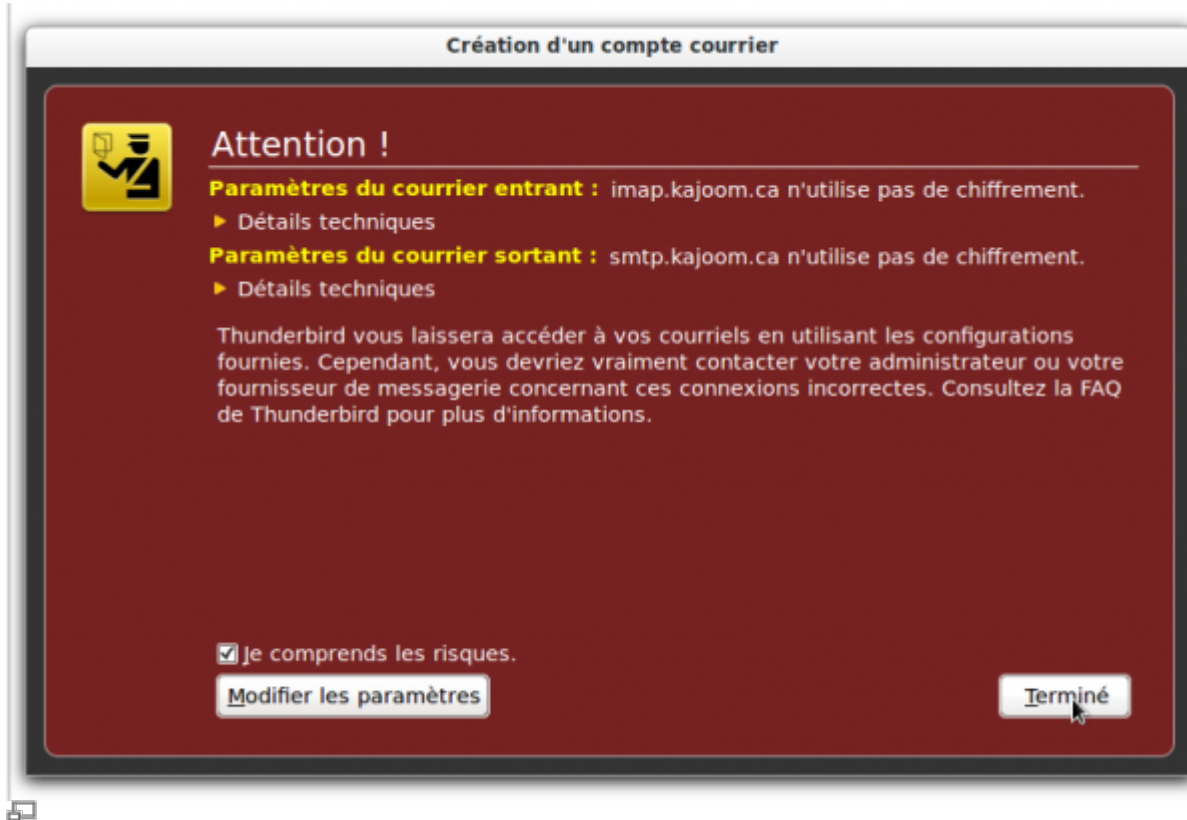 Création d'un compte courrier
Attention !
Paramètres du courrier entrant : imap.kajoom.ca n'utilise pas de chiffrement.
Détails techniques
Paramètres du courrier sortant : smtp.kajoom.ca n'utilise pas de chiffrement.
Détails techniques
Thunderbird vous laissera accéder à vos courriels en utilisant les configurations
fournies. Cependant, vous devriez vraiment contacter votre administrateur ou votre
fournisseur de messagerie concernant ces connexions incorrectes. Consultez la FAQ
de Thunderbird pour plus d'informations.
Je comprends les risques.
Modifier les paramètres
Terminé